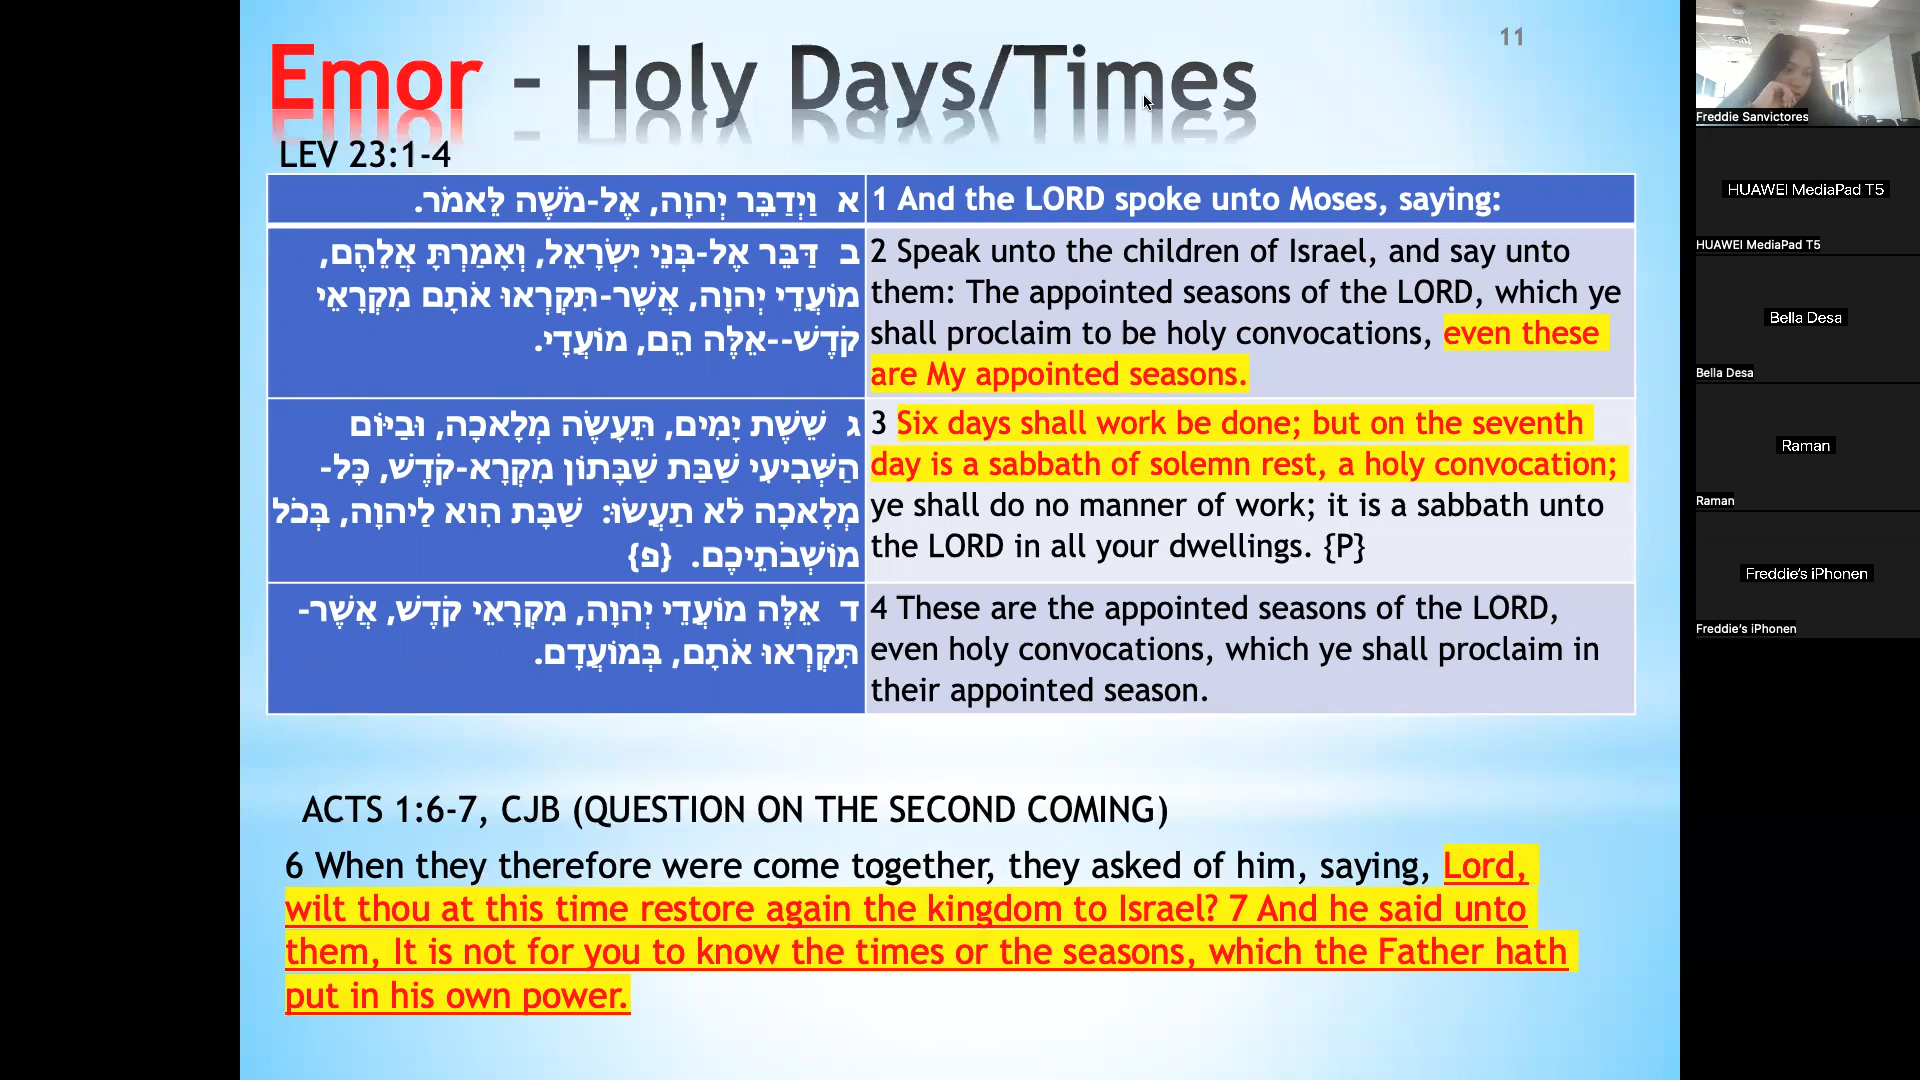 11
Emor – Holy Days/Times
LEV 23:1-4
א וַיְדַבֵּר יְהוָה, אֶל-מֹשֶׁה לֵּאמֹר.
1 And the LORD spoke unto Moses, saying:
ב דַּבֵּר אֶל-בְּנֵי יִשְׂרָאֵל, וְאָמַרְתָּ אֲלֵהֶם,
מוֹעֲדֵי יְהוָה, אֲשֶׁר-תִּקְרְאוּ אֹתָם מִקְרָאֵי
קֹדֶשׁ--אֵלֶּה הֵם, מוֹעֲדָי.
2 Speak unto the children of Israel, and say unto
them: The appointed seasons of the LORD, which ye
shall proclaim to be holy convocations, even these
are My appointed seasons.
ג שֵׁשֶׁת יָמִים, תֵּעָשֶׂה מְלָאכָה, וּבַיּוֹם
הַשְּׁבִיעִי שַׁבַּת שַׁבָּתוֹן מִקְרָא-קֹדֶשׁ, כָּל-
מְלָאכָה לֹא תַעֲשׂוּ: שַׁבָּת הִוא לַיהוָה, בְּכֹל
מוֹשְׁבֹתֵיכֶם. {פ}
3 Six days shall work be done; but on the seventh
day is a sabbath of solemn rest, a holy convocation;
ye shall do no manner of work; it is a sabbath unto
the LORD in all your dwellings. {P}
ד אֵלֶּה מוֹעֲדֵי יְהוָה, מִקְרָאֵי קֹדֶשׁ, אֲשֶׁר-
תִּקְרְאוּ אֹתָם, בְּמוֹעֲדָם.
4 These are the appointed seasons of the LORD,
even holy convocations, which ye shall proclaim in
their appointed season.
ACTS 1:6-7, CJB (QUESTION ON THE SECOND COMING)
6 When they therefore were come together, they asked of him, saying, Lord,
wilt thou at this time restore again the kingdom to Israel? 7 And he said unto
them, It is not for you to know the times or the seasons, which the Father hath
put in his own power.
Freddie Sanvictores
HUAWEI MediaPad T5
HUAWEI MediaPad T5
Bella Desa
Bella Desa
Raman
Raman
Freddie's iPhonen
Freddie's iPhonen